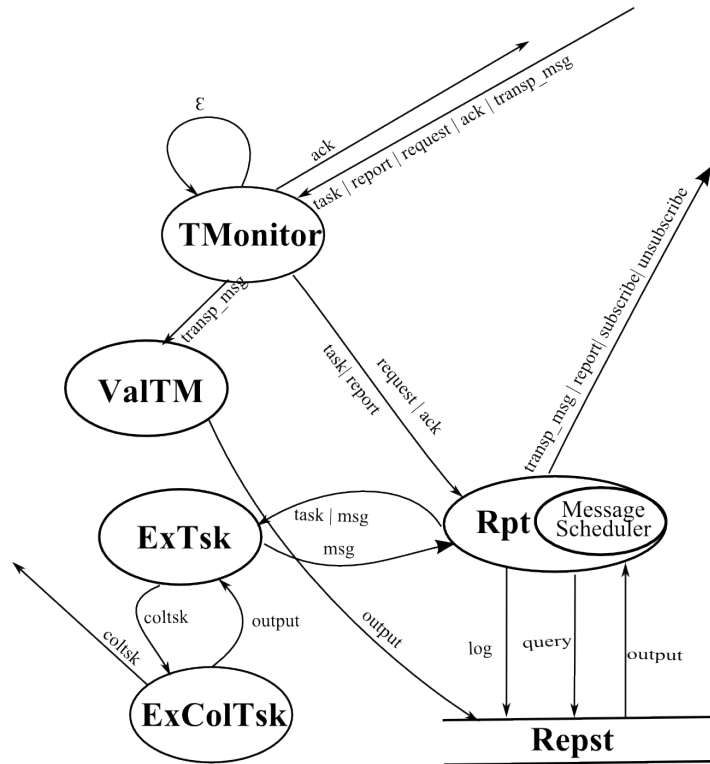 ε
ack
task | report | request | ack | transp_msg
TMonitor
transp_msg
ValTM
request | ack
task| report
transp_msg | report| subscribe| unsubscribe
task | msg
ExTsk
msg
Rpt
Message
Scheduler
coltsk
output
coltsk
output
log
query
output
ExColTsk
Repst